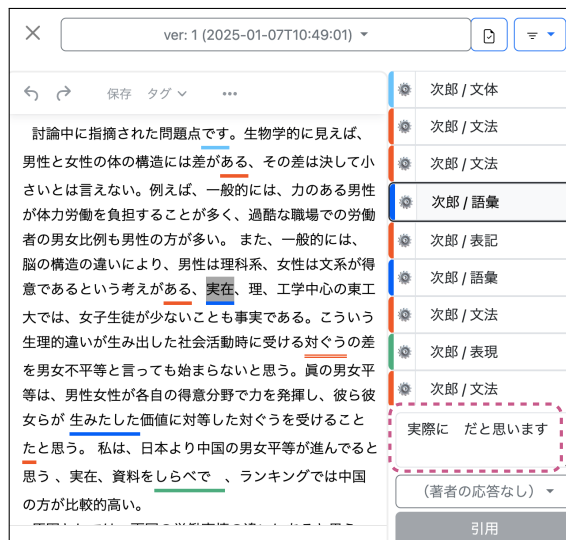 ver: 1 (2025-01-07T10:49:01)
保存 タグ
討論中に指摘された問題点です。生物学的に見えば、
男性と女性の体の構造には差がある、その差は決して小
さいとは言えない。例えば、一般的には、力のある男性
が体力労働を負担することが多く、過酷な職場での労働
者の男女比例も男性の方が多い。 また、一般的には、
脳の構造の違いにより、男性は理科系、女性は文系が得
意であるという考えがある、実在、理、工学中心の東工
大では、女子生徒が少ないことも事実である。こういう
生理的違いが生み出した社会活動時に受ける対ぐうの差
を男女不平等と言っても始まらないと思う。眞の男女平
等は、男性女性が各自の得意分野で力を発揮し、彼ら彼
女らが 生みたした価値に対等した対ぐうを受けること
たと思う。 私は、日本より中国の男女平等が進んでると
思う 、実在、資料をしらべで 、ランキングでは中国
の方が比較的高い。
次郎 / 文体
次郎 / 文法
次郎 / 文法
次郎 / 語彙
次郎 / 表記
次郎 / 語彙
次郎 / 文法
次郎 / 表現
次郎 / 文法
実際に だと思います
(著者の応答なし)
引用